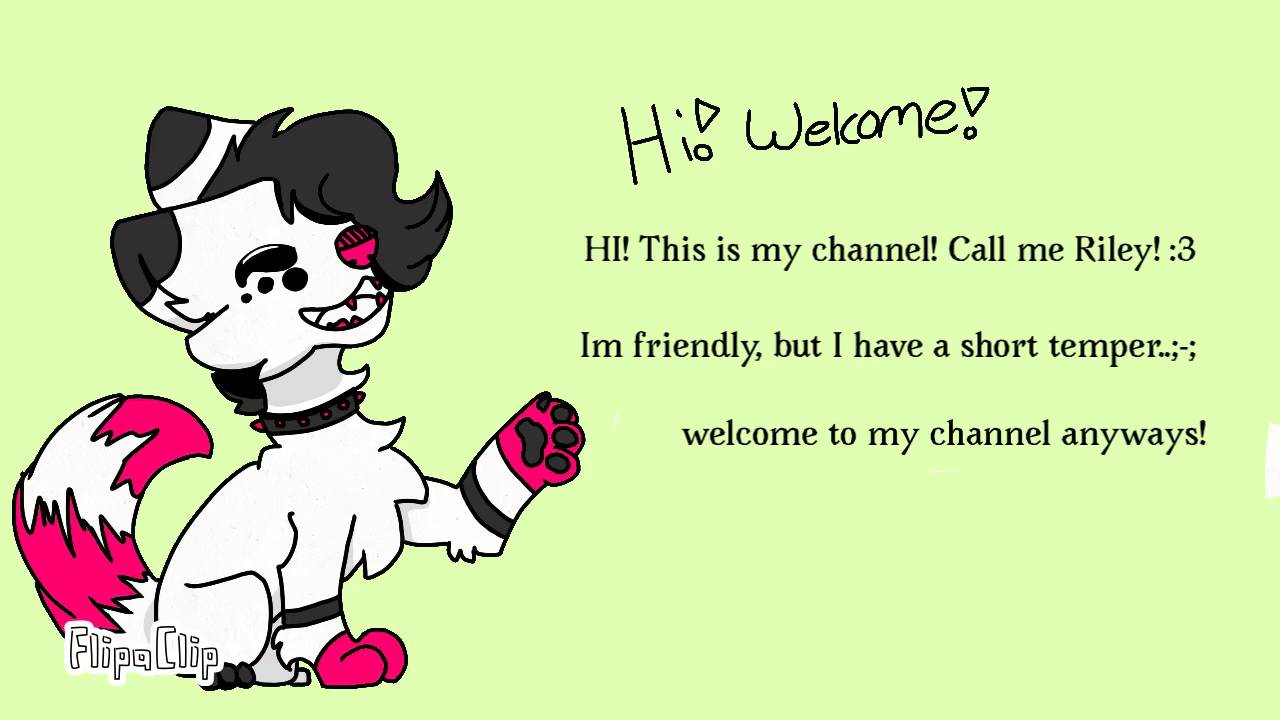 Hi! Welcome!
HI! This is my channel! Call me Riley! :3
Im friendly, but I have a short temper..;-;
welcome to my channel anyways!
FlipaClip